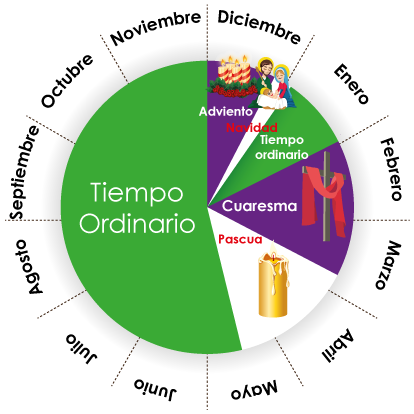 Diciembre
Enero
Febrero
Marzo
Abril
Mayo
Junio
Julio
Agosto
Septiembre
Octubre
Noviembre
Adviento
Navidad
Tiempo
ordinario
Cuaresma
Pascua
Tiempo
Ordinario